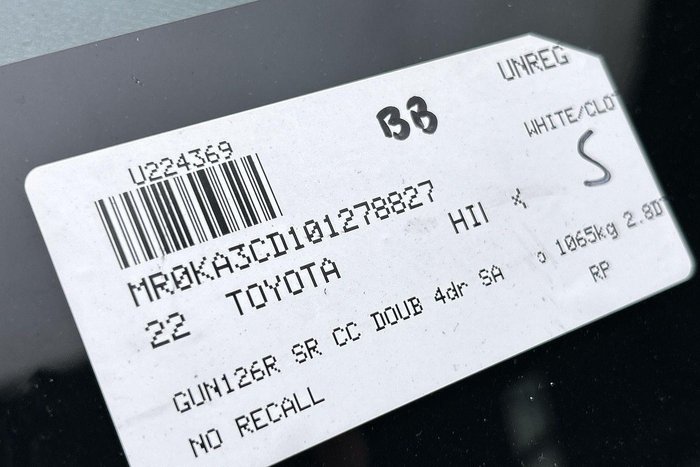 UNREG
BB
U224369
WHITE/CLOT
S
MR0KA3CD101278827
22 TOYOTA HIL
GUN126R SR CC DOUB 4dr SA o 1065kg 2.8DT
NO RECALL RP